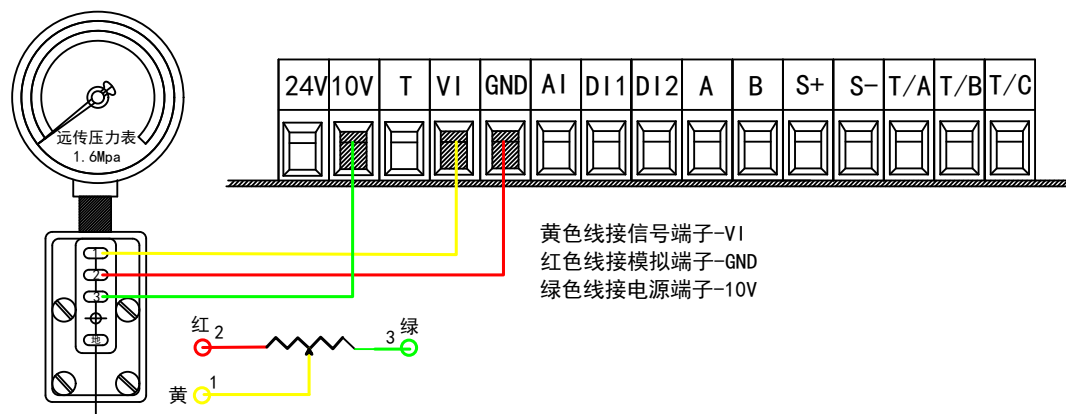 远传压力表
1.6Mpa
24V 10V T VI GND AI DI1 DI2 A B S+ S- T/A T/B T/C
1
2
3
地
黄色线接信号端子-VI
红色线接模拟端子-GND
绿色线接电源端子-10V
红 2
3 绿
黄 1